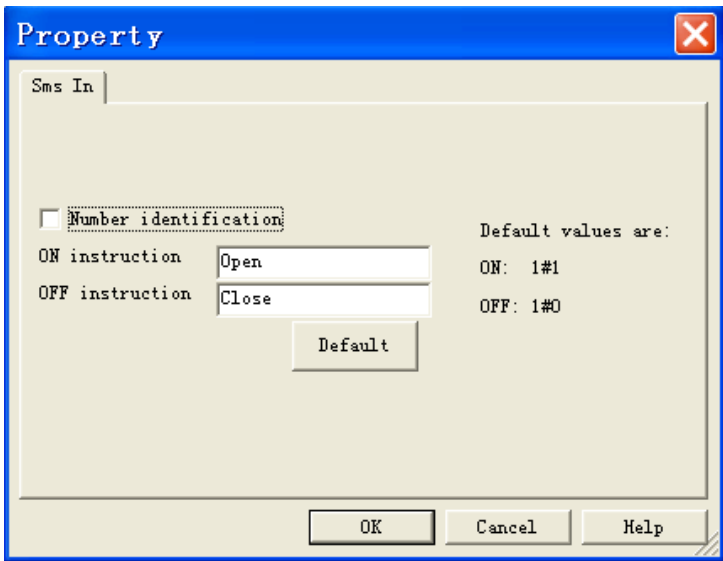 Property
Sms In
Number identification
ON instruction
Open
OFF instruction
Close
Default
Default values are:
ON: 1#1
OFF: 1#0
OK
Cancel
Help